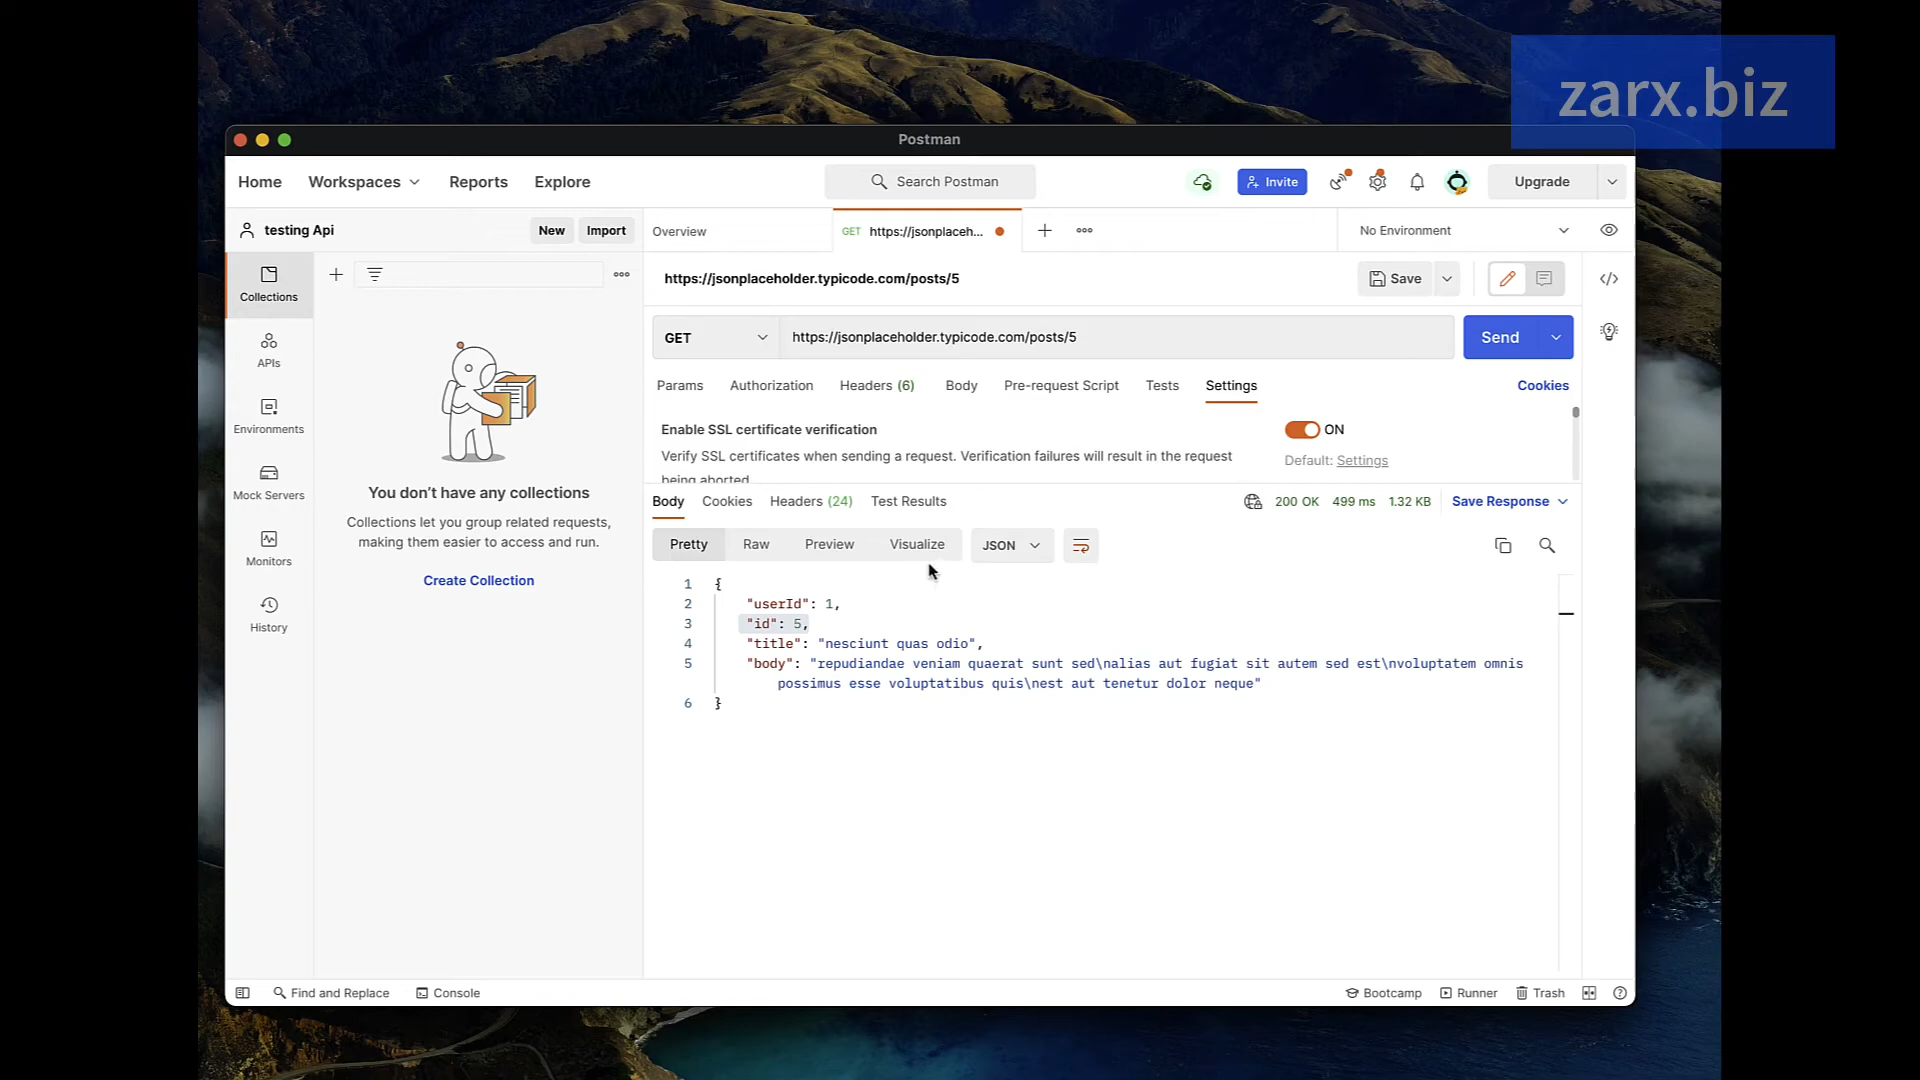 zarx.biz
Postman
Home Workspaces Reports Explore Search Postman Invite Upgrade
testing Api New Import
Overview GET https://jsonplaceh... No Environment
https://jsonplaceholder.typicode.com/posts/5 Save
Collections
APIs
Environments
Mock Servers
Monitors
History
You don’t have any collections
Collections let you group related requests,
making them easier to access and run.
Create Collection
GET https://jsonplaceholder.typicode.com/posts/5 Send
Params Authorization Headers (6) Body Pre-request Script Tests Settings Cookies
Enable SSL certificate verification ON
Verify SSL certificates when sending a request. Verification failures will result in the request
being aborted
Default: Settings
Body Cookies Headers (24) Test Results 200 OK 499 ms 1.32 KB Save Response
Pretty Raw Preview Visualize JSON
1 {
2 "userId": 1,
3 "id": 5,
4 "title": "nesciunt quas odio",
5 "body": "repudiandae veniam quaerat sunt sed\nalias aut fugiat sit autem sed est\nvoluptatem omnis
possimus esse voluptatibus quis\nest aut tenetur dolor neque"
6 }
Find and Replace Console Bootcamp Runner Trash